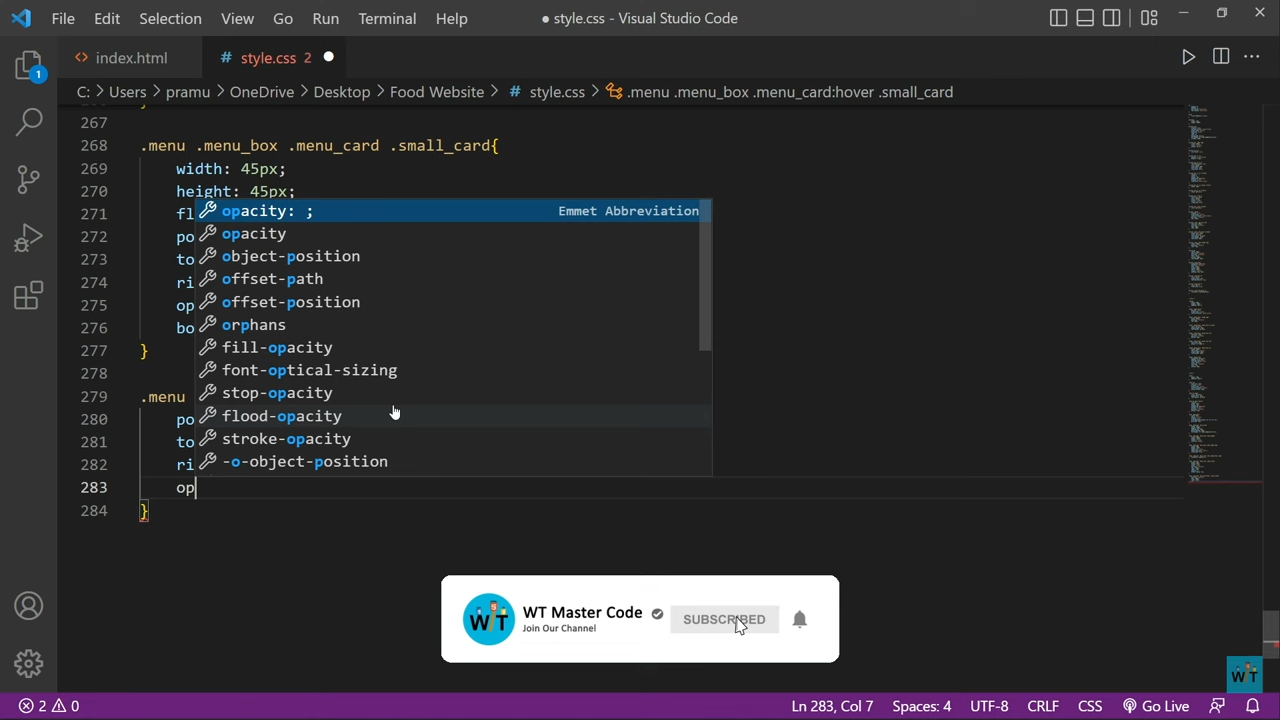 File Edit Selection View Go Run Terminal Help ● style.css - Visual Studio Code
<> index.html # style.css 2 ●
1
C: > Users > pramu > OneDrive > Desktop > Food Website > # style.css > .menu .menu_box .menu_card:hover .small_card
267
268 .menu .menu_box .menu_card .small_card{
269 width: 45px;
270 height: 45px;
271 fl
opacity: ; Emmet Abbreviation
272 po
opacity
273 to
object-position
274 ri
offset-path
275 op
offset-position
276 bo
orphans
277 }
fill-opacity
278
font-optical-sizing
279 .menu
stop-opacity
280 po
flood-opacity
281 to
stroke-opacity
282 ri
-o-object-position
283 op
284 }
WT WT Master Code SUBSCRIBED
Join Our Channel
WT
2 0 Ln 283, Col 7 Spaces: 4 UTF-8 CRLF CSS Go Live